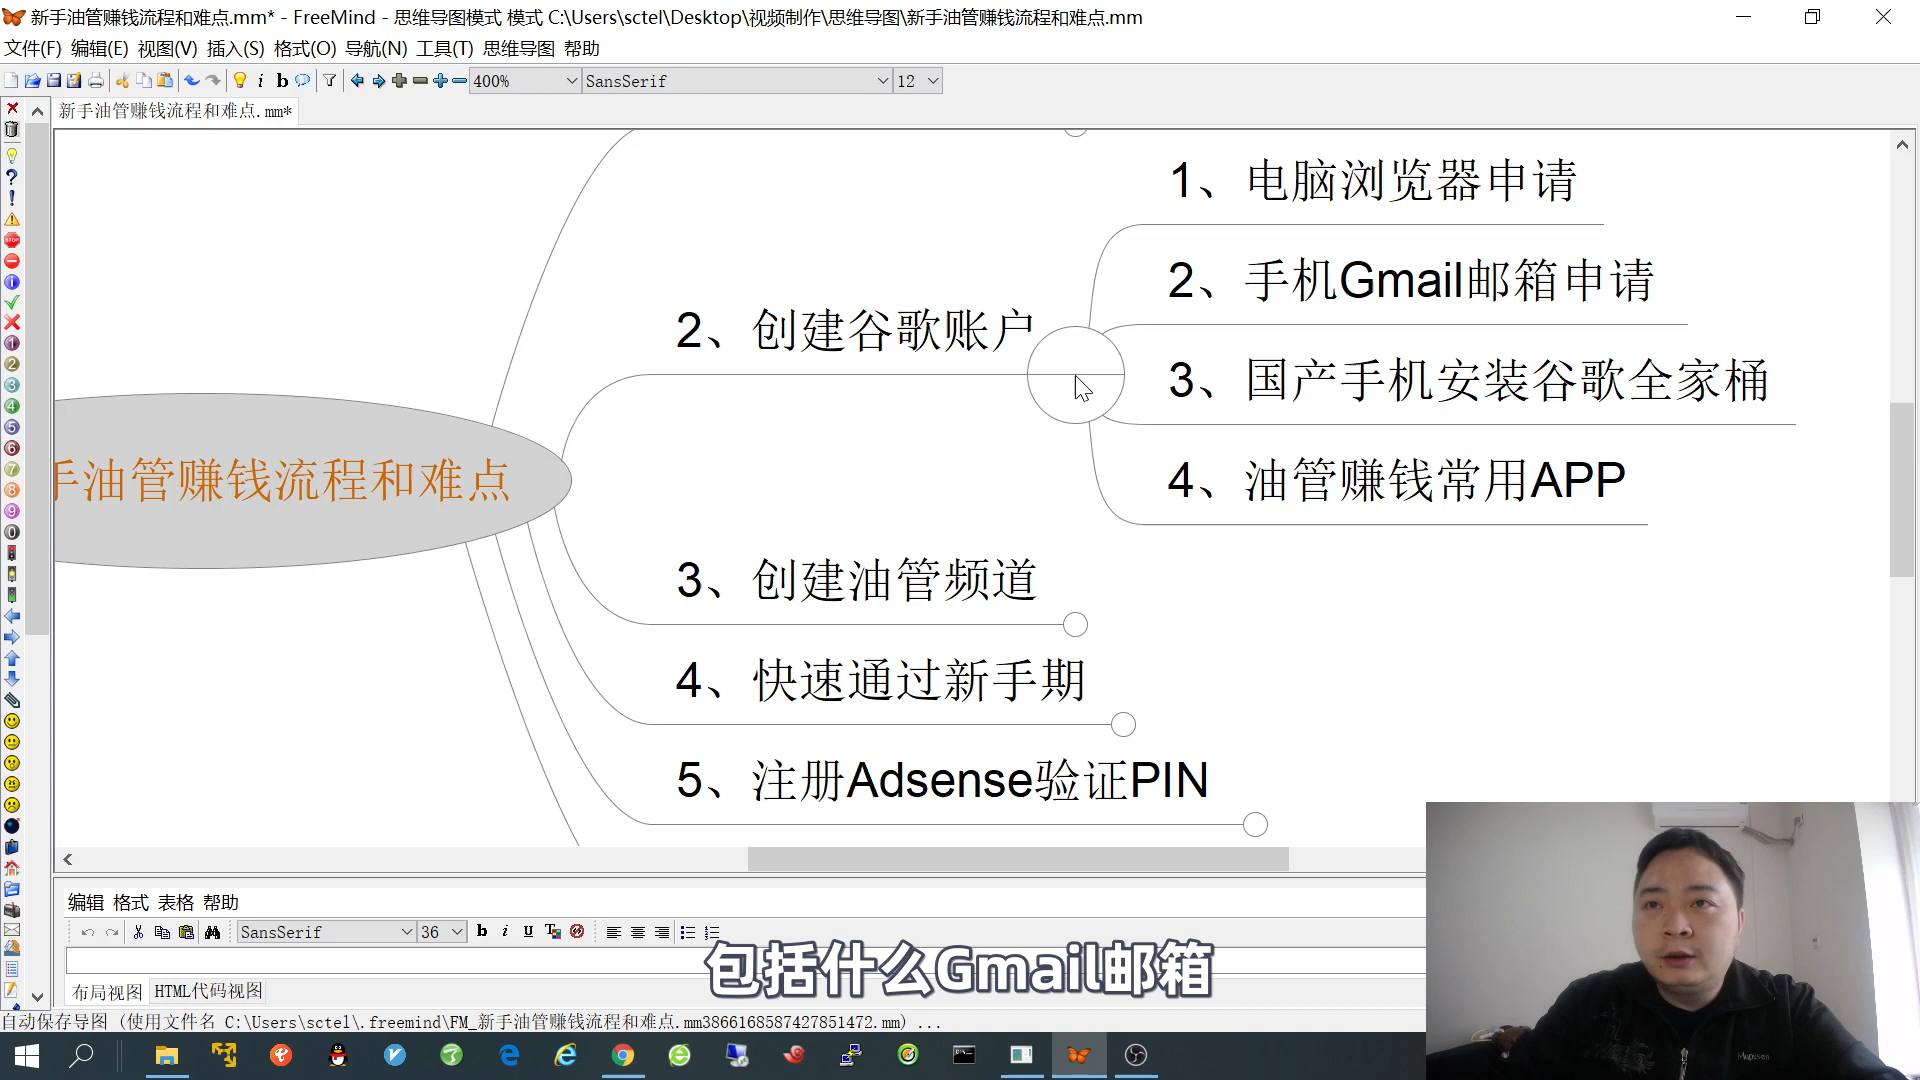 新手油管赚钱流程和难点.mm* - FreeMind - 思维导图模式 模式 C:\Users\sctel\Desktop\视频制作\思维导图\新手油管赚钱流程和难点.mm
文件(F) 编辑(E) 视图(V) 插入(S) 格式(O) 导航(N) 工具(T) 思维导图 帮助
400% SansSerif 12
新手油管赚钱流程和难点.mm*
1、电脑浏览器申请
2、手机Gmail邮箱申请
2、创建谷歌账户
3、国产手机安装谷歌全家桶
手油管赚钱流程和难点
4、油管赚钱常用APP
3、创建油管频道
4、快速通过新手期
5、注册Adsense验证PIN
编辑 格式 表格 帮助
SansSerif 36
包括什么Gmail邮箱
布局视图 HTML代码视图
自动保存导图 (使用文件名 C:\Users\sctel\.freemind\FM_新手油管赚钱流程和难点.mm3866168587427851472.mm) ...